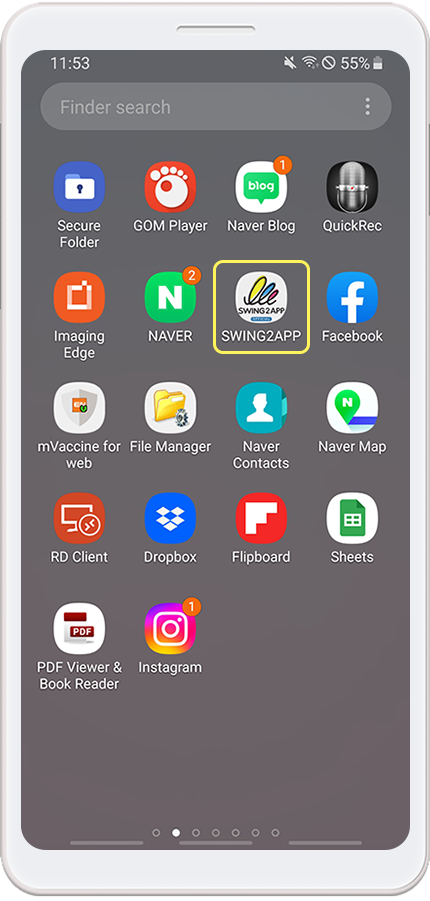 11:53 55%
Finder search
1
blog
Secure
Folder
GOM Player
Naver Blog
QuickRec
2
N
SWING2APP
OFFICIAL
f
Imaging
Edge
NAVER
SWING2APP
Facebook
N
mVaccine for
web
File Manager
Naver
Contacts
Naver Map
RD Client
Dropbox
Flipboard
Sheets
1
PDF
PDF Viewer &
Book Reader
Instagram